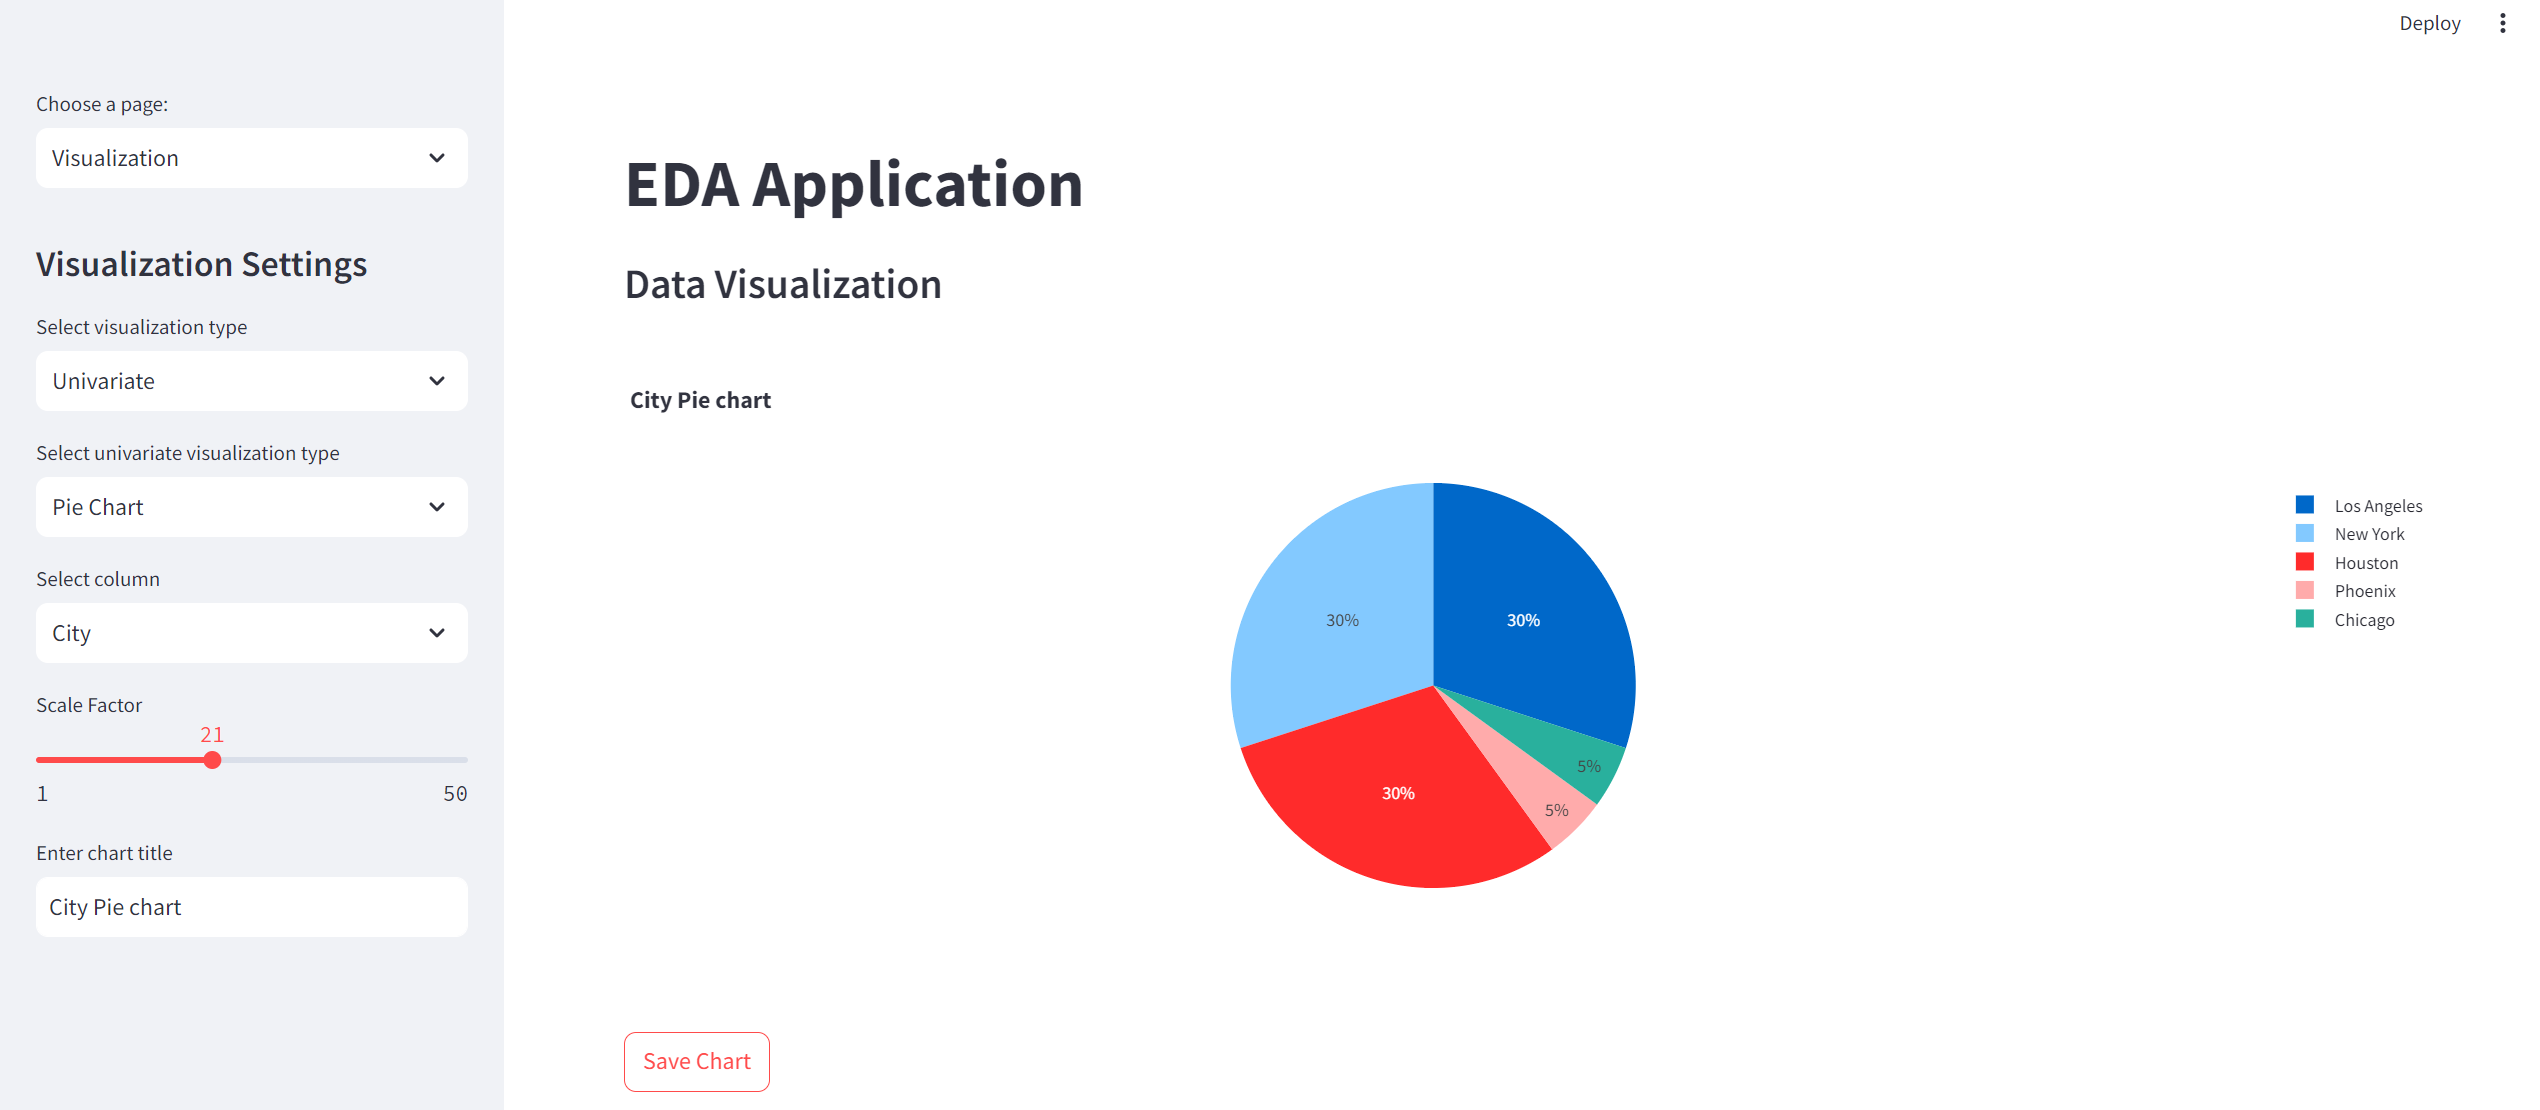 Deploy
Choose a page:
Visualization
Visualization Settings
Select visualization type
Univariate
Select univariate visualization type
Pie Chart
Select column
City
Scale Factor
21
1 50
Enter chart title
City Pie chart
EDA Application
Data Visualization
City Pie chart
30%
30%
30%
5%
5%
Los Angeles
New York
Houston
Phoenix
Chicago
Save Chart